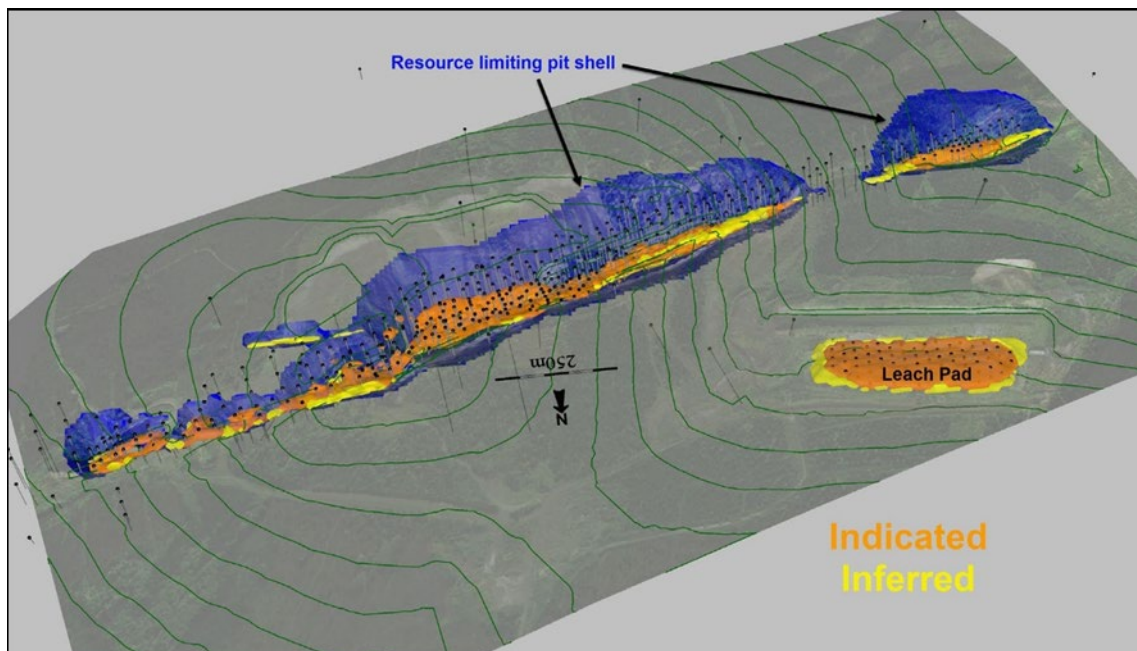 Resource limiting pit shell
250m
N
Leach Pad
Indicated
Inferred